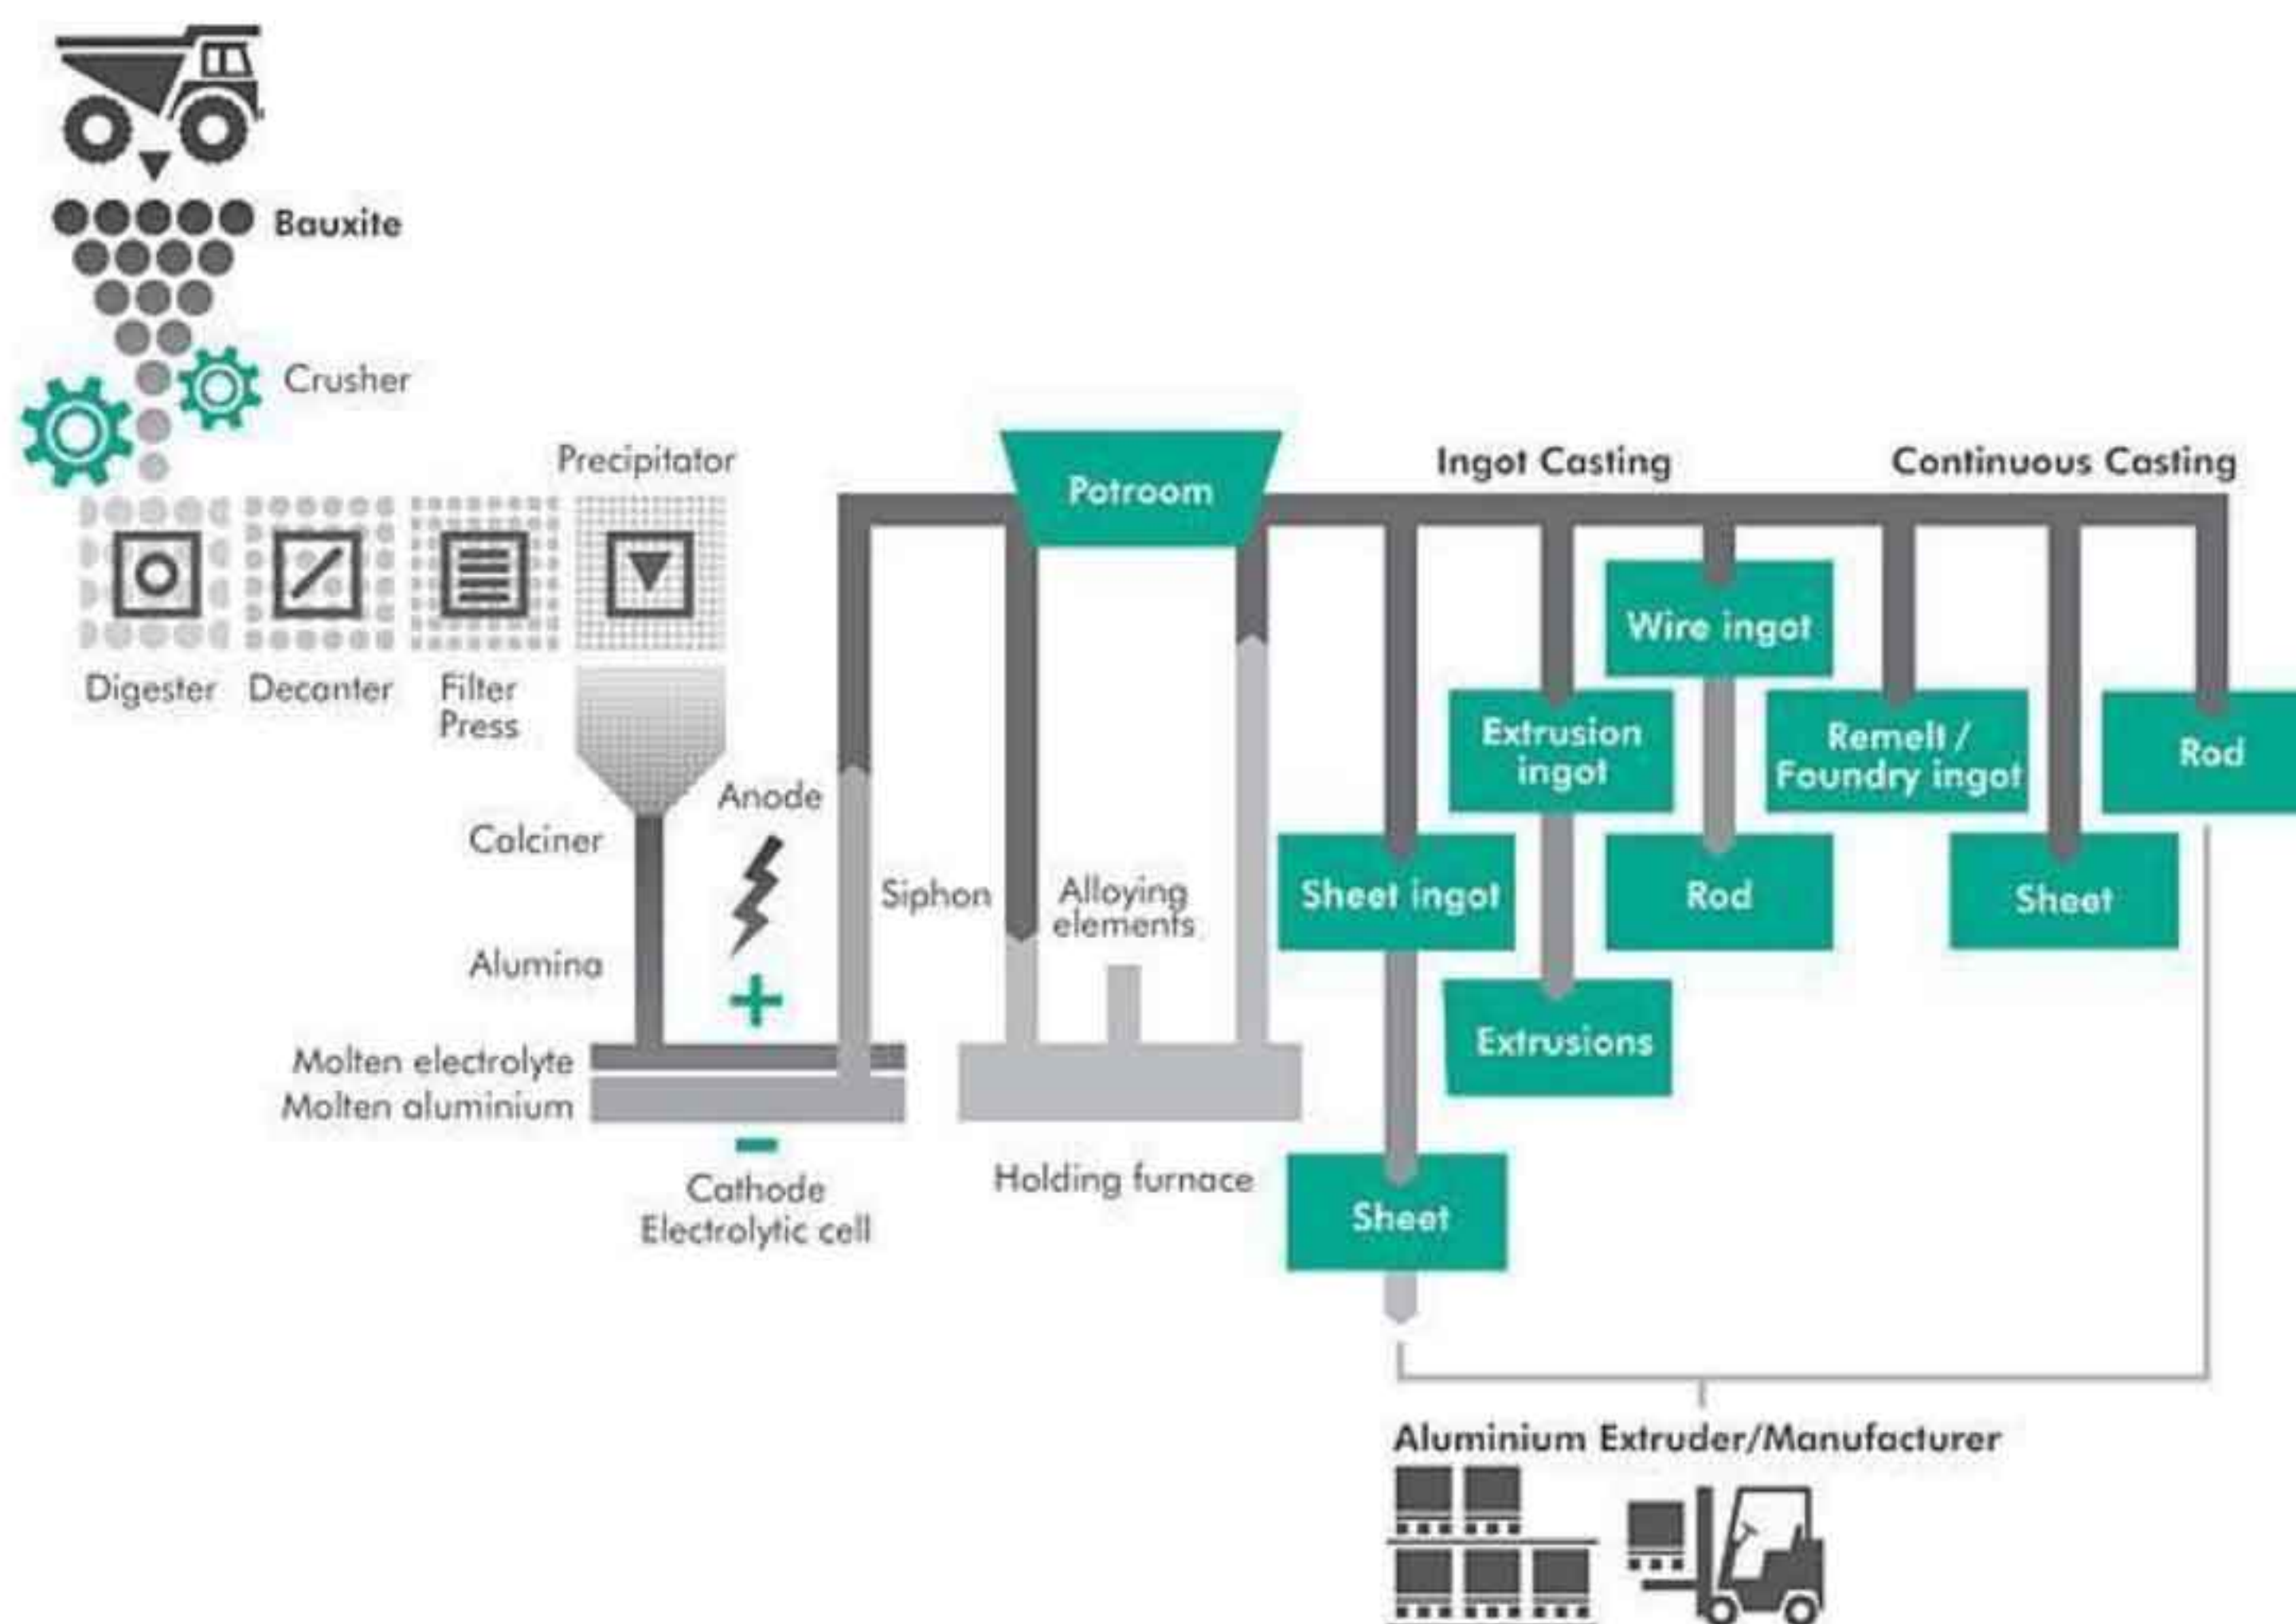 Bauxite
Crusher
Precipitator
Digester
Decanter
Filter
Press
Calciner
Alumina
Anode
+
Molten electrolyte
Molten aluminium
-
Cathode
Electrolytic cell
Siphon
Potroom
Alloying
elements
Holding furnace
Ingot Casting
Continuous Casting
Wire ingot
Extrusion
ingot
Remelt /
Foundry ingot
Rod
Sheet ingot
Rod
Sheet
Extrusions
Sheet
Aluminium Extruder/Manufacturer